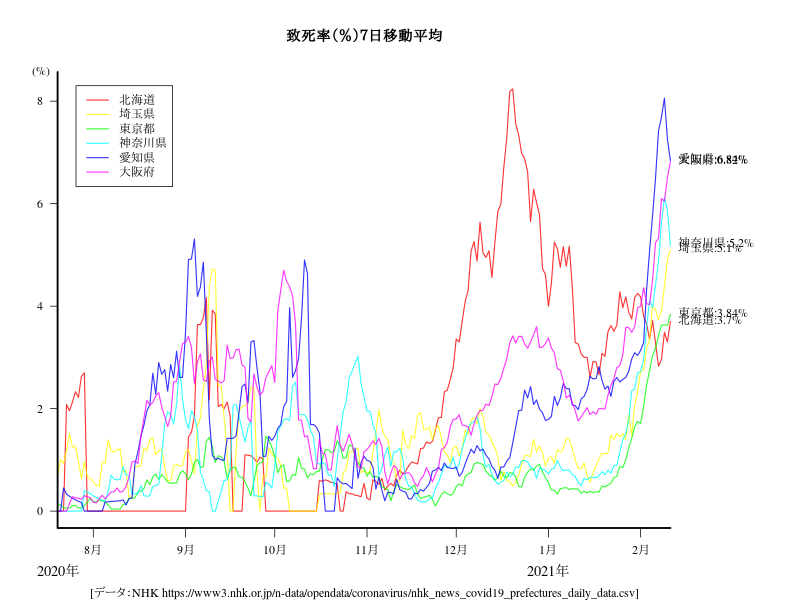 致死率(%)7日移動平均
(%)
8
6
4
2
0
北海道
埼玉県
東京都
神奈川県
愛知県
大阪府
:6.84%
神奈川県:5.2%
埼玉県:5.1%
東京都:3.84%
北海道:3.7%
8月
9月
10月
11月
12月
1月
2月
2020年
2021年
[データ:NHK https://www3.nhk.or.jp/n-data/opendata/coronavirus/nhk_news_covid19_prefectures_daily_data.csv]